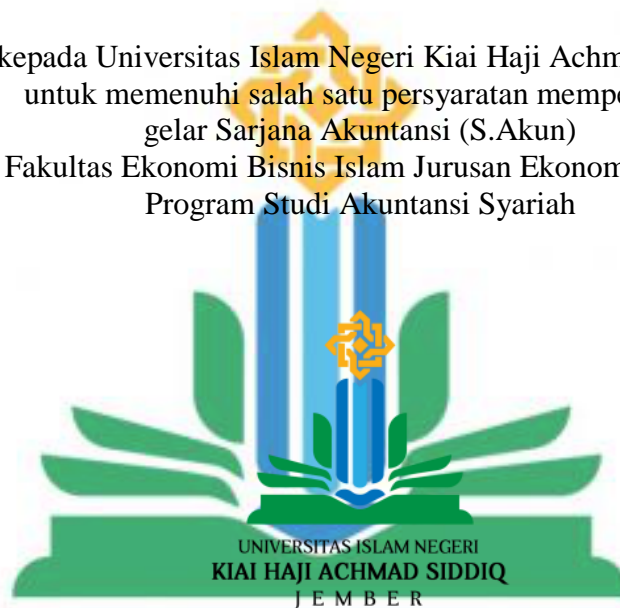 kepada Universitas Islam Negeri Kiai Haji Achm
untuk memenuhi salah satu persyaratan mempe
gelar Sarjana Akuntansi (S.Akun)
Fakultas Ekonomi Bisnis Islam Jurusan Ekonom
Program Studi Akuntansi Syariah
UNIVERSITAS ISLAM NEGERI
KIAI HAJI ACHMAD SIDDIQ
JEMBER